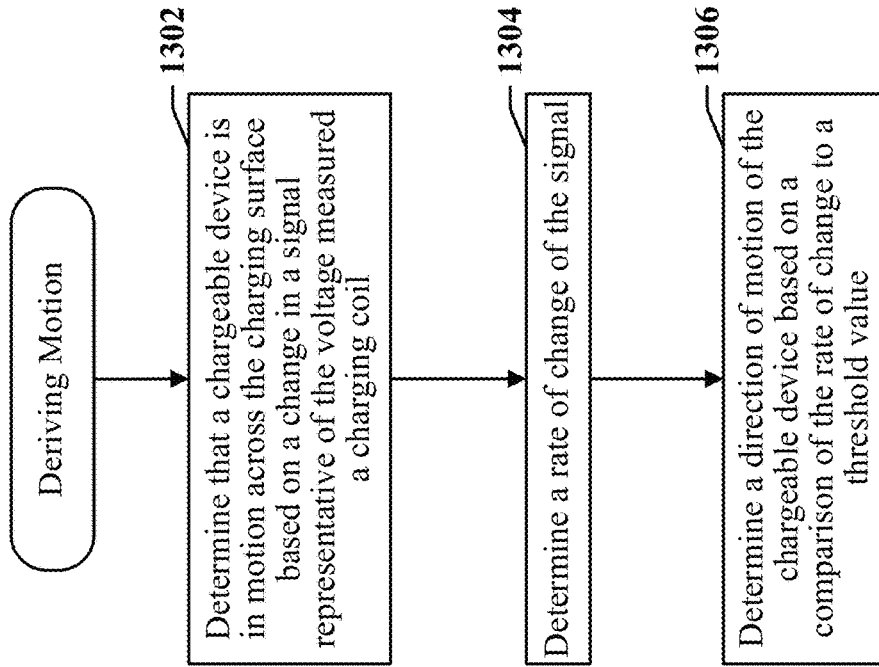 Deriving Motion
1302
Determine that a chargeable device is
in motion across the charging surface
based on a change in a signal
representative of the voltage measured
a charging coil
1304
Determine a rate of change of the signal
1306
Determine a direction of motion of the
chargeable device based on a
comparison of the rate of change to a
threshold value